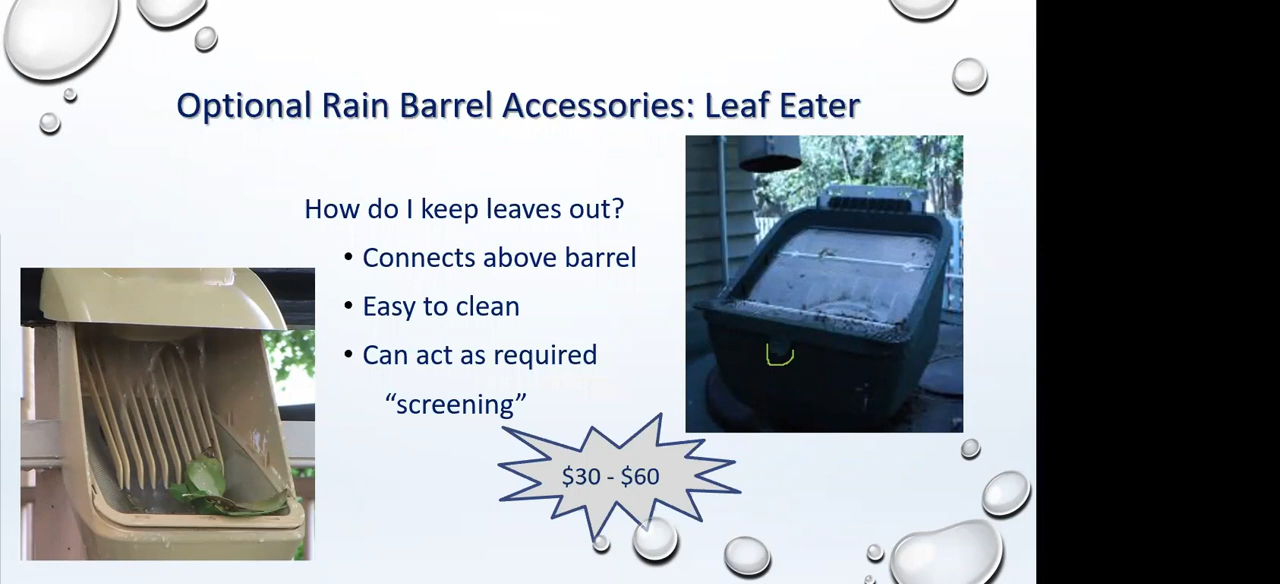 Optional Rain Barrel Accessories: Leaf Eater
How do I keep leaves out?
• Connects above barrel
• Easy to clean
• Can act as required
“screening”
$30 - $60